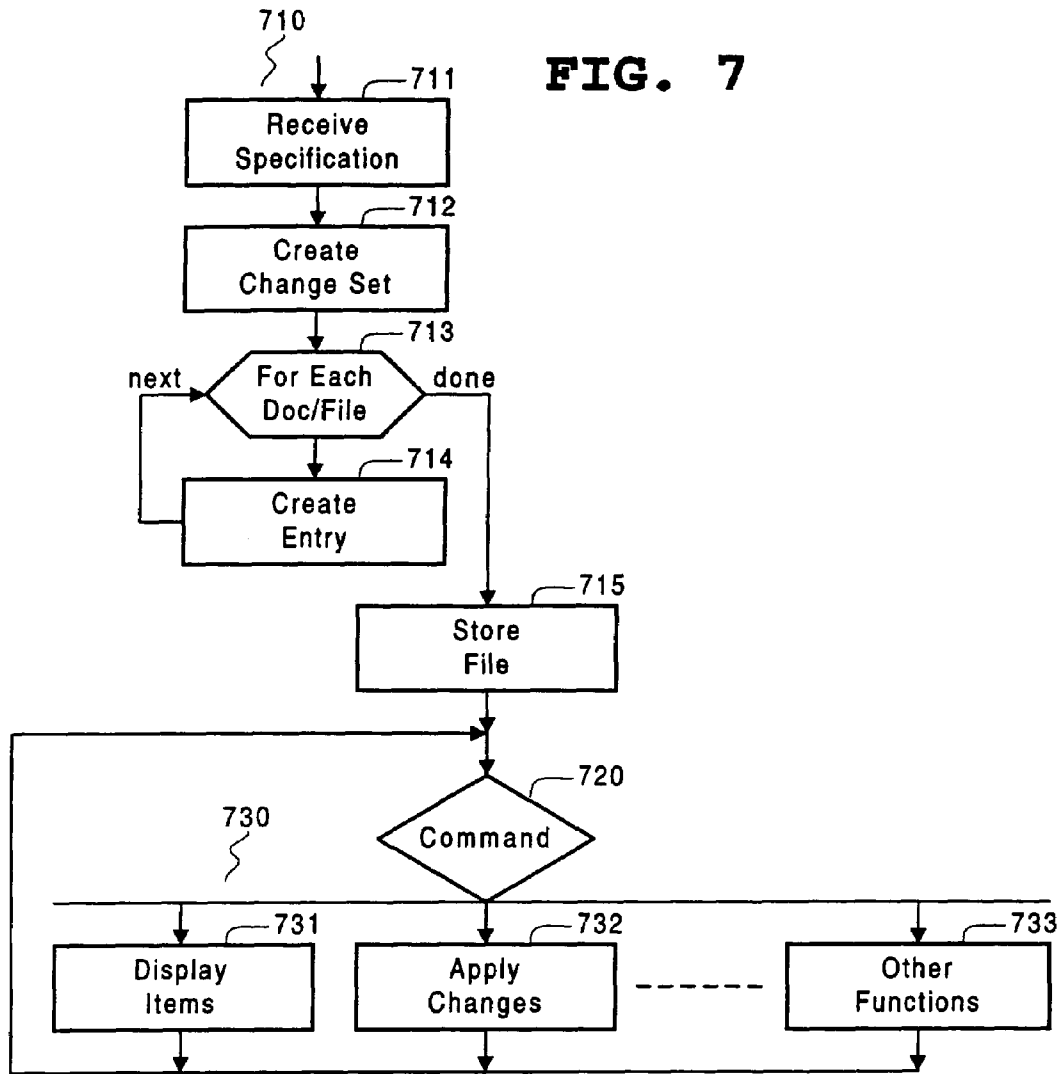 710
FIG. 7
711
Receive
Specification
712
Create
Change Set
713
next
For Each
Doc/File
done
714
Create
Entry
715
Store
File
720
Command
730
731
Display
Items
732
Apply
Changes
733
Other
Functions